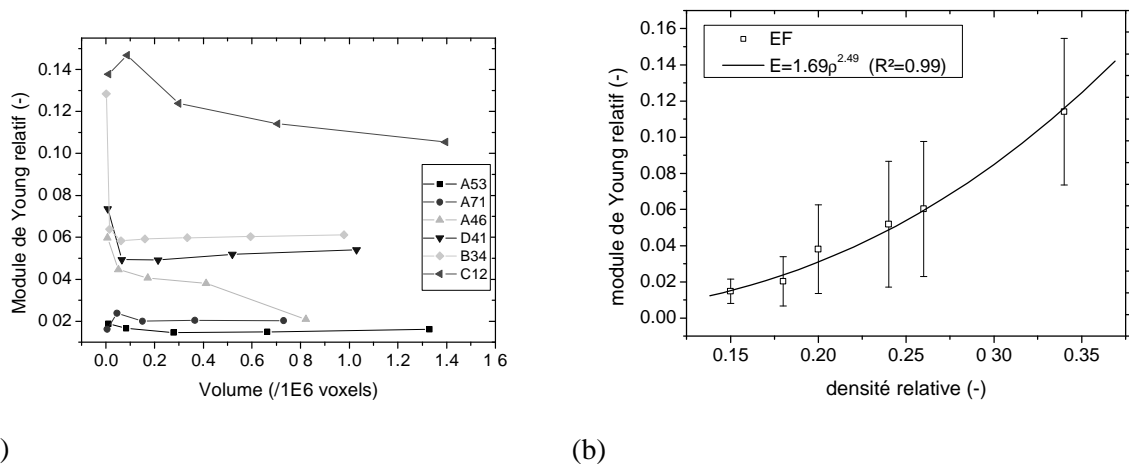 0.14
0.12
0.10
0.08
0.06
0.04
0 02
Module de Young relatif (-)
0.0 0.2 0.4 0.6 0 8 1.0 1.2 1.4 1 6
Volume (/1E6 voxels)
A53
A71
A46
D41
B34
C12
)
0.16
0.14
0.12
0.10
0.08
0.06
0.04
0.02
0.00
module de Young relatif (-)
EF
E=1.69ρ^2.49 (R²=0.99)
0.15 0.20 0.25 0.30 0.35
densité relative (-)
(b)